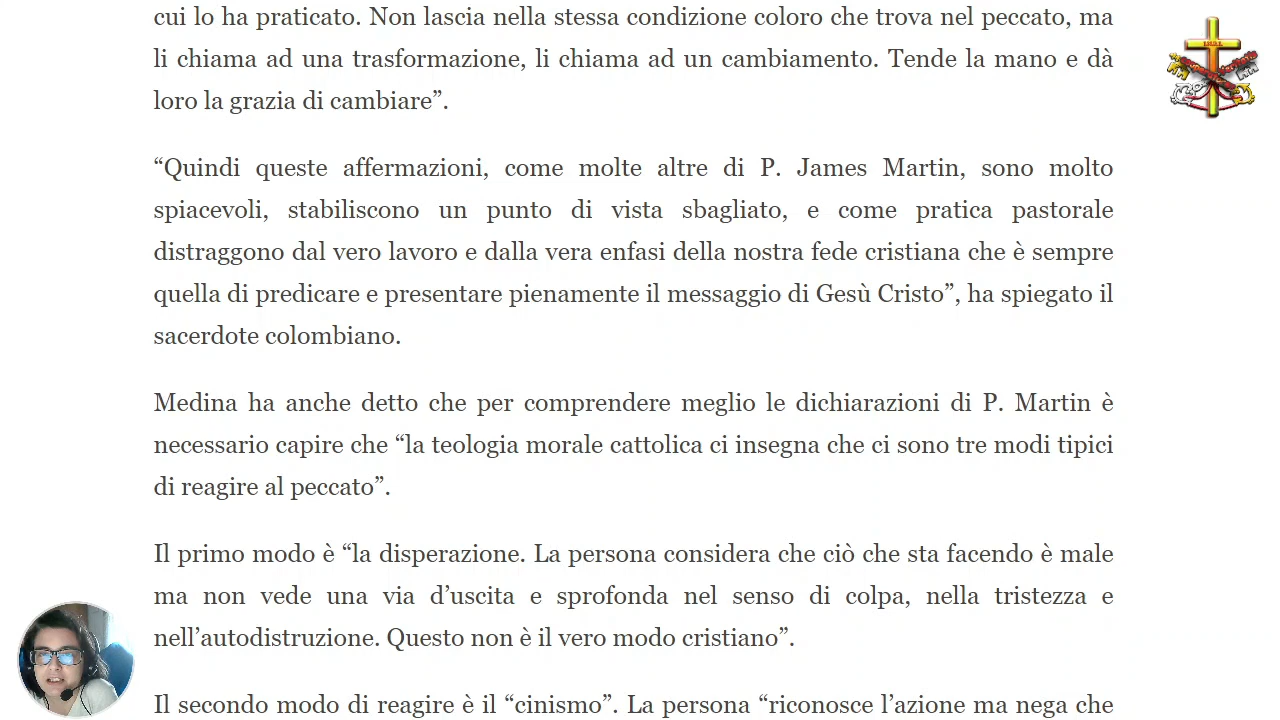 cui lo ha praticato. Non lascia nella stessa condizione coloro che trova nel peccato, ma
li chiama ad una trasformazione, li chiama ad un cambiamento. Tende la mano e dà
loro la grazia di cambiare”.
“Quindi queste affermazioni, come molte altre di P. James Martin, sono molto
spiacevoli, stabiliscono un punto di vista sbagliato, e come pratica pastorale
distraggono dal vero lavoro e dalla vera enfasi della nostra fede cristiana che è sempre
quella di predicare e presentare pienamente il messaggio di Gesù Cristo”, ha spiegato il
sacerdote colombiano.
Medina ha anche detto che per comprendere meglio le dichiarazioni di P. Martin è
necessario capire che “la teologia morale cattolica ci insegna che ci sono tre modi tipici
di reagire al peccato”.
Il primo modo è “la disperazione. La persona considera che ciò che sta facendo è male
ma non vede una via d’uscita e sprofonda nel senso di colpa, nella tristezza e
nell’autodistruzione. Questo non è il vero modo cristiano”.
Il secondo modo di reagire è il “cinismo”. La persona “riconosce l’azione ma nega che